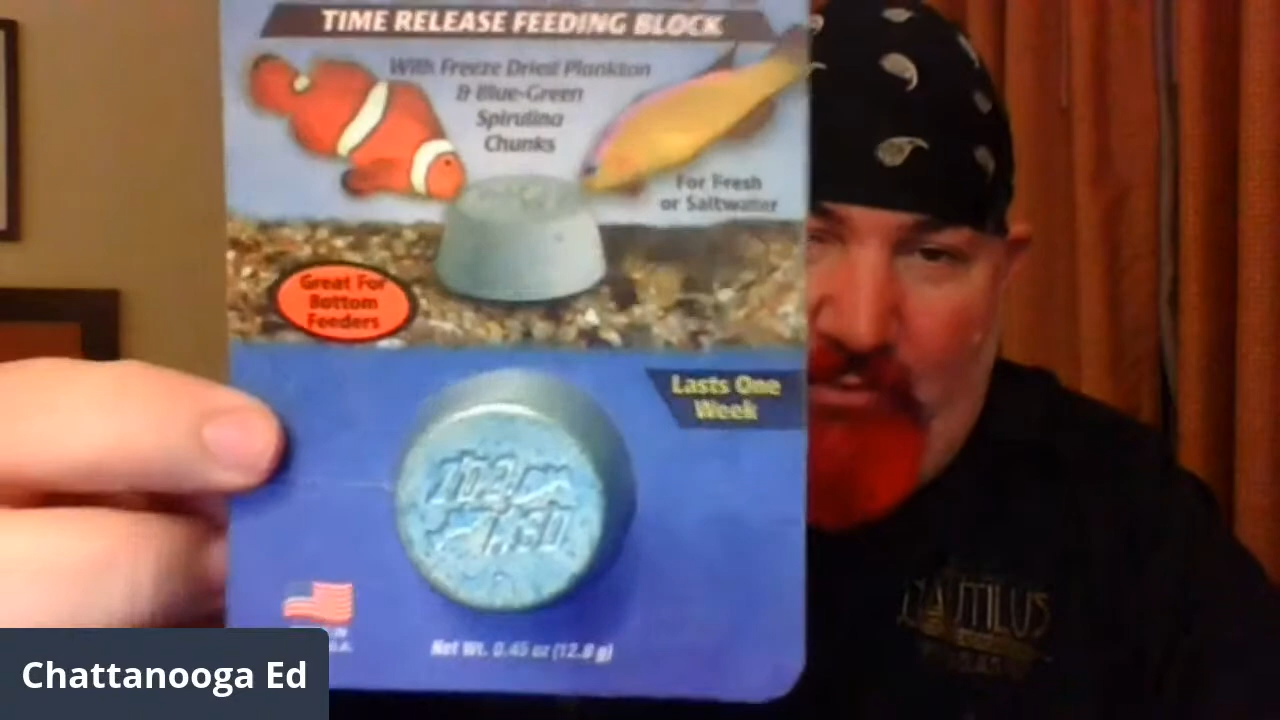 TIME RELEASE FEEDING BLOCK
With Freeze Dried Plankton
& Blue-Green
Spirulina
Chunks
For Fresh
or Saltwater
Great For
Bottom
Feeders
Lasts One
Week
Net Wt. 0.45 oz (12.8 g)
NAUTILUS
Chattanooga Ed